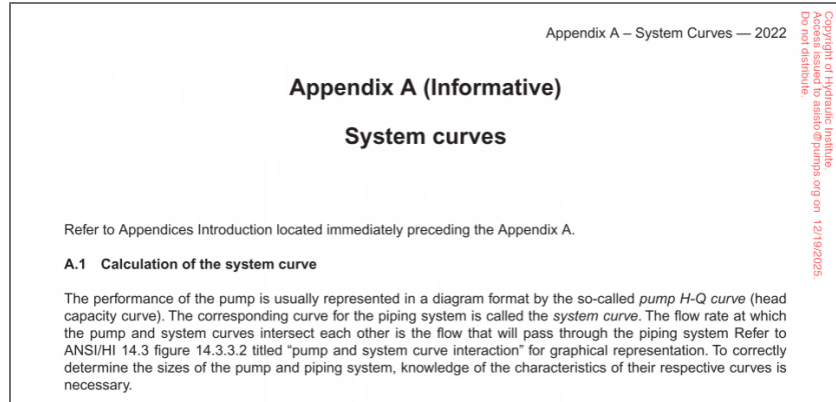 Appendix A – System Curves — 2022
Appendix A (Informative)
System curves
Refer to Appendices Introduction located immediately preceding the Appendix A.
A.1 Calculation of the system curve
The performance of the pump is usually represented in a diagram format by the so-called pump H-Q curve (head
capacity curve). The corresponding curve for the piping system is called the system curve. The flow rate at which
the pump and system curves intersect each other is the flow that will pass through the piping system Refer to
ANSI/HI 14.3 figure 14.3.3.2 titled “pump and system curve interaction” for graphical representation. To correctly
determine the sizes of the pump and piping system, knowledge of the characteristics of their respective curves is
necessary.
Copyright of Hydraulic Institute.
Access issued to asisto@pumps.org on 12/19/2025.
Do not distribute.